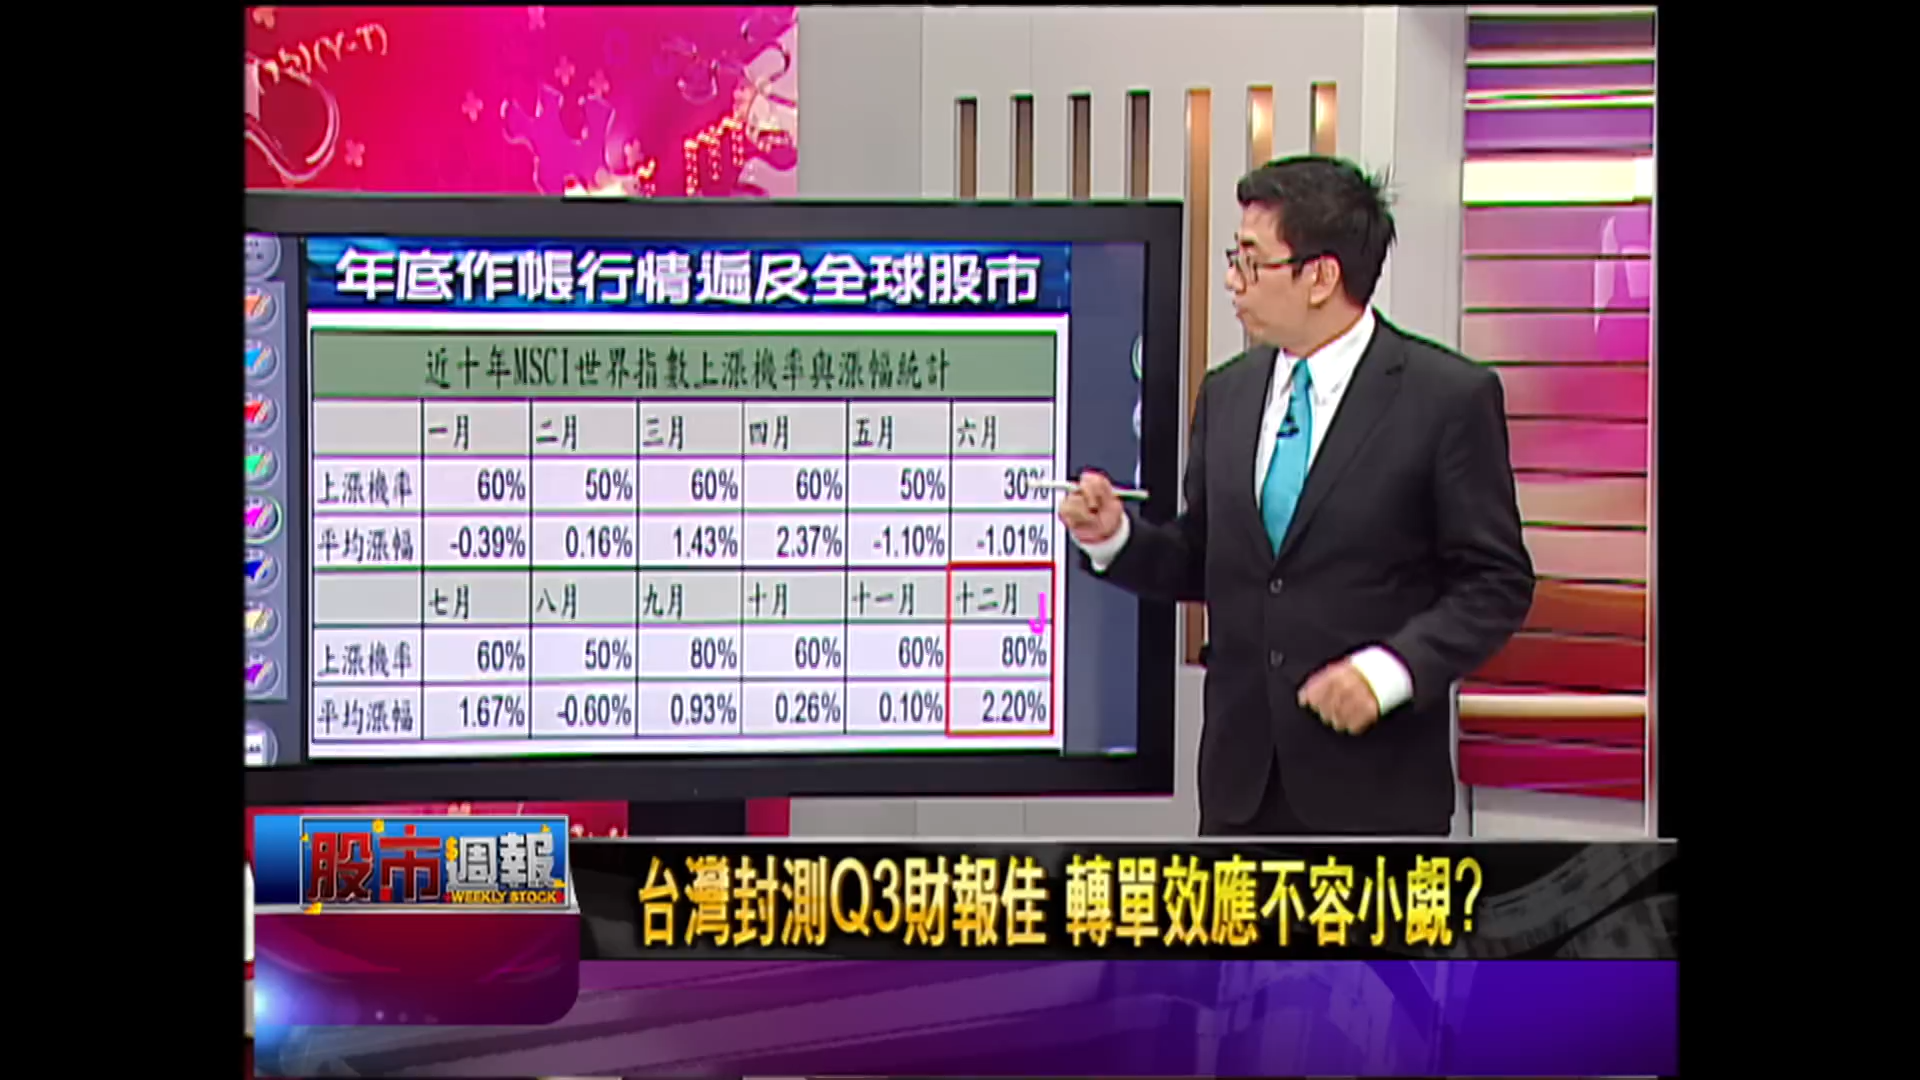 年底作帳行情遍及全球股市
近十年MSCI世界指數上漲機率與漲幅統計
一月 二月 三月 四月 五月 六月
上漲機率 60% 50% 60% 60% 50% 30%
平均漲幅 -0.39% 0.16% 1.43% 2.37% -1.10% -1.01%
七月 八月 九月 十月 十一月 十二月
上漲機率 60% 50% 80% 60% 60% 80%
平均漲幅 1.67% -0.60% 0.93% 0.26% 0.10% 2.20%
股市週報
WEEKLY STOCK
台灣封測Q3財報佳 轉單效應不容小覷?